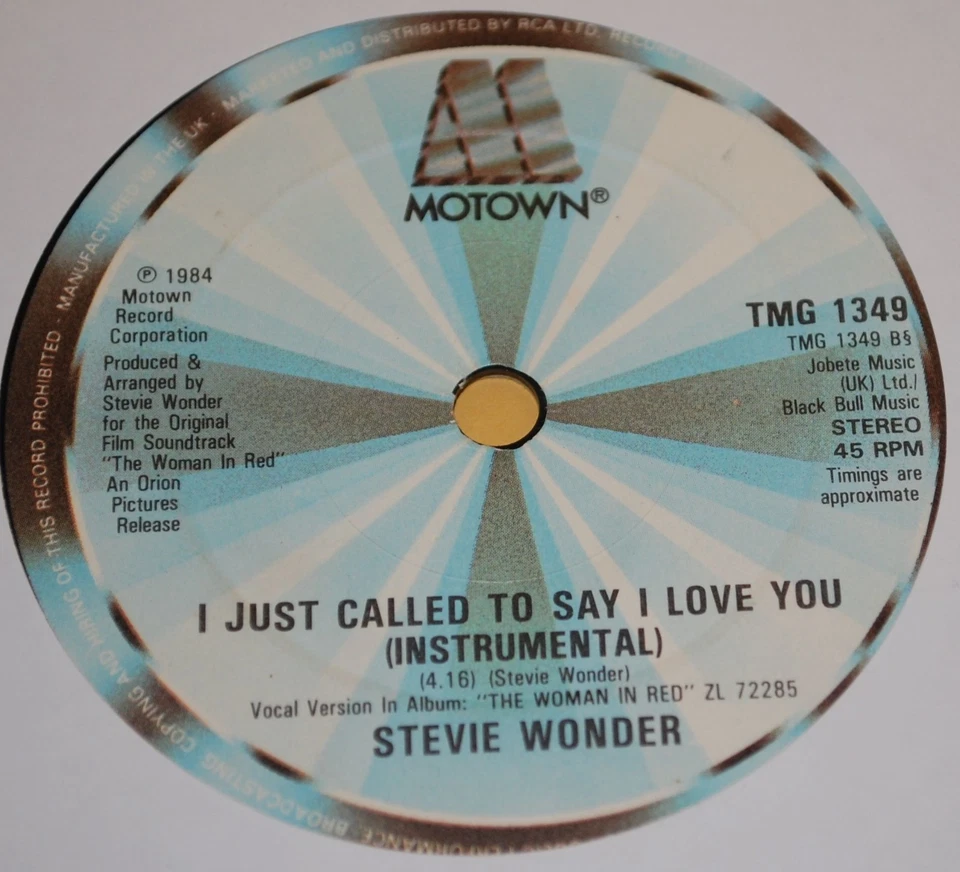 MOTOWN®
℗ 1984
Motown
Record
Corporation
Produced &
Arranged by
Stevie Wonder
for the Original
Film Soundtrack
"The Woman In Red"
An Orion
Pictures
Release
TMG 1349
TMG 1349 B§
Jobete Music
(UK) Ltd./
Black Bull Music
STEREO
45 RPM
Timings are
approximate
I JUST CALLED TO SAY I LOVE YOU
(INSTRUMENTAL)
(4.16) (Stevie Wonder)
Vocal Version In Album: "THE WOMAN IN RED" ZL 72285
STEVIE WONDER
BROADCASTING. COPYING AND HIRING OF THIS RECORD PROHIBITED · MANUFACTURED IN THE UK · MARKETED AND DISTRIBUTED BY RCA LTD. RECORD